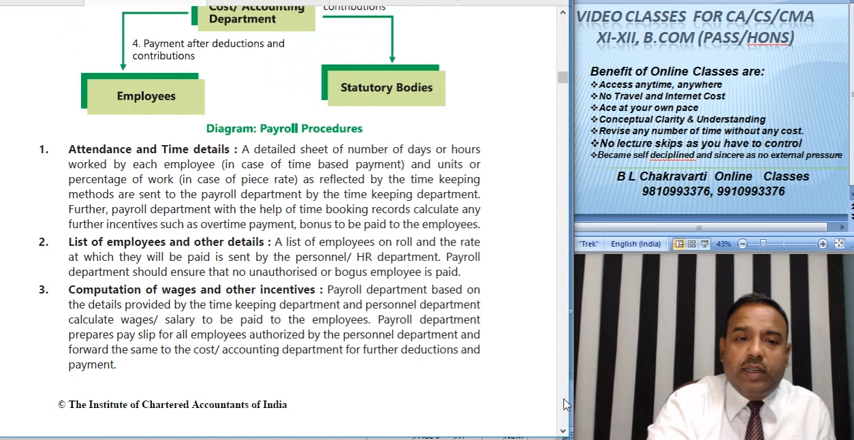 Cost/ Accounting
Department
contributions
4. Payment after deductions and
contributions
Employees
Statutory Bodies
Diagram: Payroll Procedures
1. Attendance and Time details : A detailed sheet of number of days or hours
worked by each employee (in case of time based payment) and units or
percentage of work (in case of piece rate) as reflected by the time keeping
methods are sent to the payroll department by the time keeping department.
Further, payroll department with the help of time booking records calculate any
further incentives such as overtime payment, bonus to be paid to the employees.
2. List of employees and other details : A list of employees on roll and the rate
at which they will be paid is sent by the personnel/ HR department. Payroll
department should ensure that no unauthorised or bogus employee is paid.
3. Computation of wages and other incentives : Payroll department based on
the details provided by the time keeping department and personnel department
calculate wages/ salary to be paid to the employees. Payroll department
prepares pay slip for all employees authorized by the personnel department and
forward the same to the cost/ accounting department for further deductions and
payment.
© The Institute of Chartered Accountants of India
VIDEO CLASSES FOR CA/CS/CMA
XI-XII, B.COM (PASS/HONS)
Benefit of Online Classes are:
❖Access anytime, anywhere
❖No Travel and Internet Cost
❖Ace at your own pace
❖Conceptual Clarity & Understanding
❖Revise any number of time without any cost.
❖No lecture skips as you have to control
❖Became self deciplined and sincere as no external pressure
B L Chakravarti Online Classes
9810993376, 9910993376
"Trek" English (India) 43%